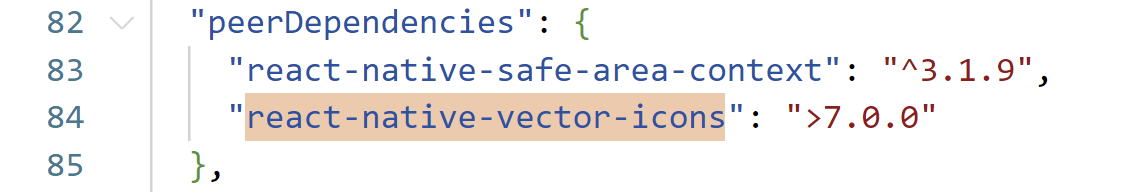 82 "peerDependencies": {
83 "react-native-safe-area-context": "^3.1.9",
84 "react-native-vector-icons": ">7.0.0"
85 },